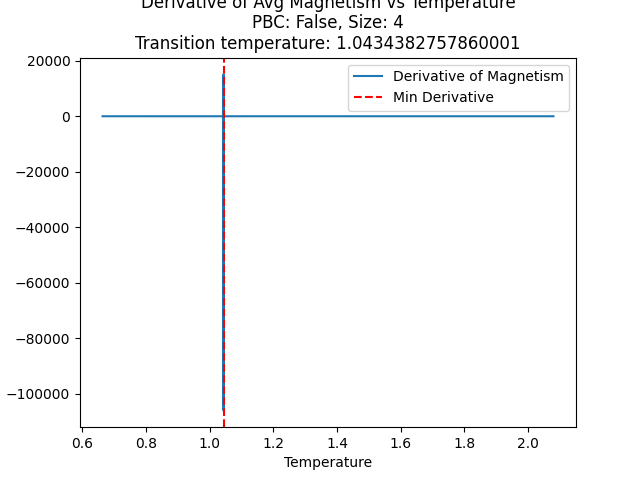 Derivative of Avg Magnetism vs Temperature
PBC: False, Size: 4
Transition temperature: 1.0434382757860001
20000
Derivative of Magnetism
Min Derivative
0
−20000
−40000
−60000
−80000
−100000
0.6 0.8 1.0 1.2 1.4 1.6 1.8 2.0
Temperature